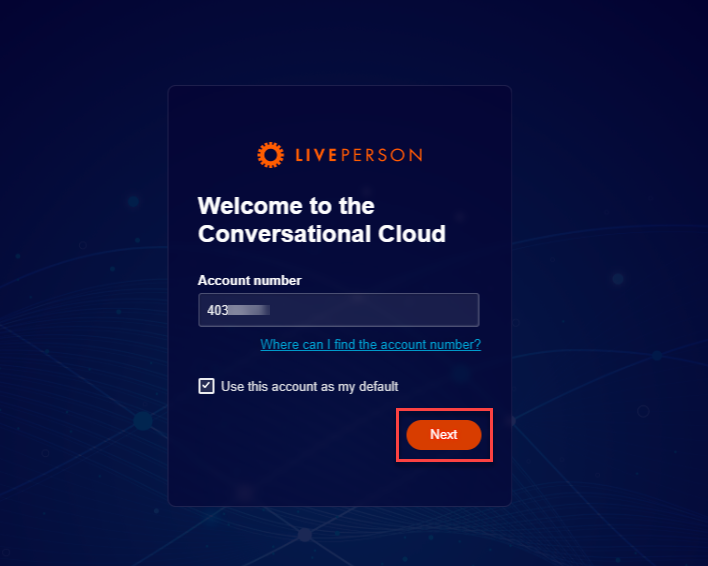 LIVEPERSON
Welcome to the
Conversational Cloud
Account number
403
Where can I find the account number?
Use this account as my default
Next